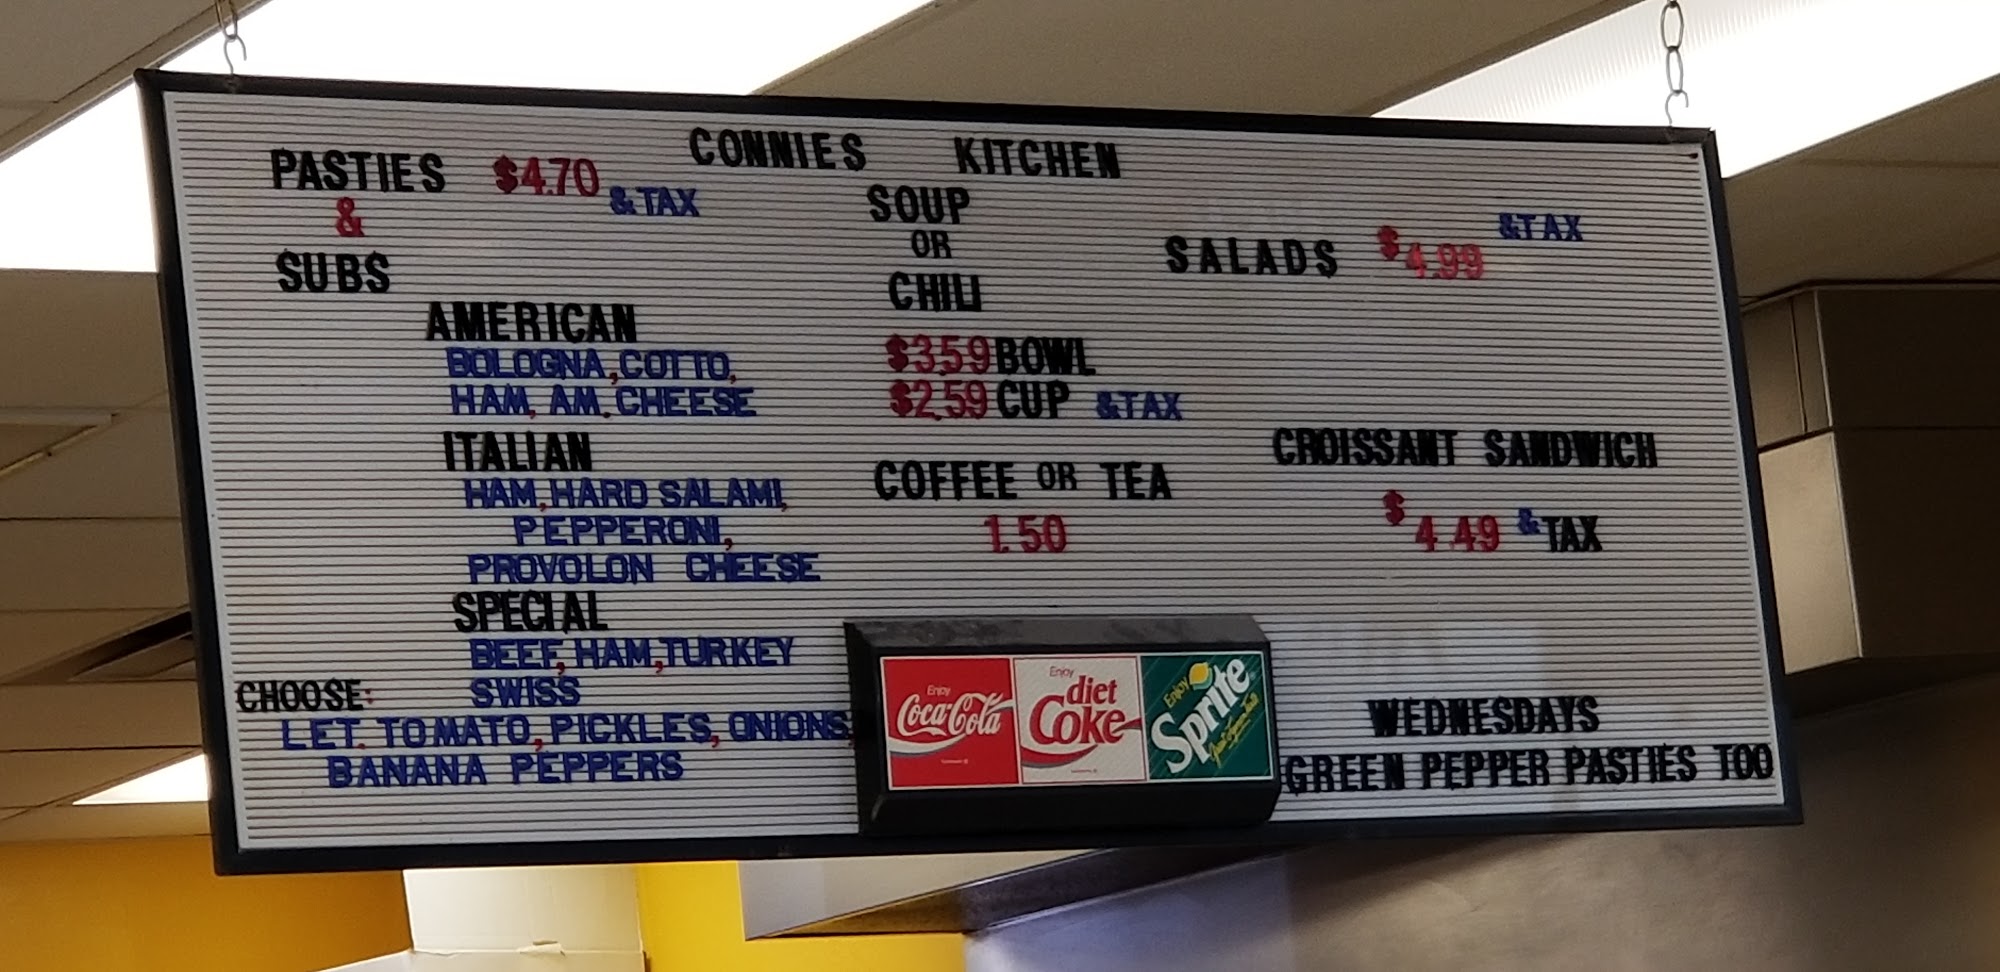 CONNIES KITCHEN
PASTIES $4.70 & TAX
&
SUBS
AMERICAN
BOLOGNA, COTTO,
HAM, AM. CHEESE
ITALIAN
HAM, HARD SALAMI,
PEPPERONI,
PROVOLON CHEESE
SPECIAL
BEEF, HAM, TURKEY
SWISS
CHOOSE:
LET. TOMATO, PICKLES, ONIONS,
BANANA PEPPERS
SOUP
OR
CHILI
$3.59 BOWL
$2.59 CUP & TAX
COFFEE OR TEA
1.50
Enjoy
Coca-Cola
Enjoy
diet
Coke
Enjoy
Sprite
SALADS $4.99 & TAX
CROISSANT SANDWICH
$4.49 & TAX
WEDNESDAYS
GREEN PEPPER PASTIES TOO